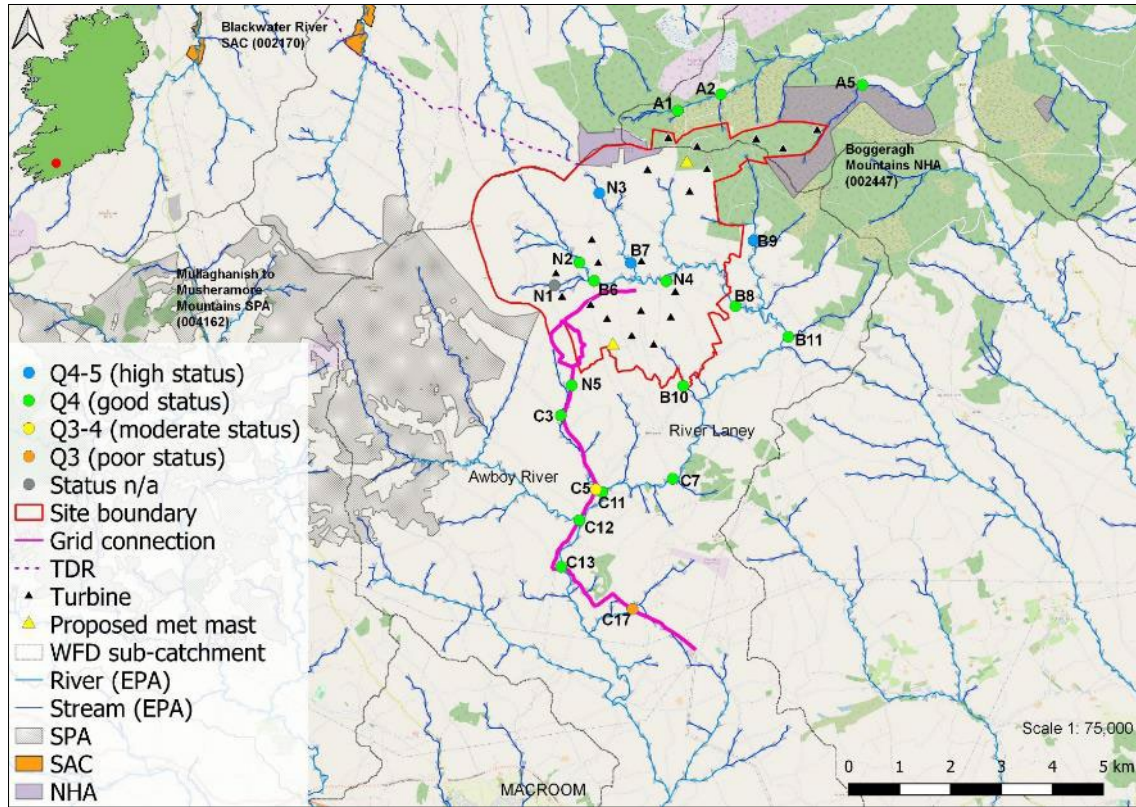 Blackwater River
SAC (002170)
A1
A2
A5
Boggeragh
Mountains NHA
(002447)
N3
B9
B7
N2
Mullaghanish to
Musheramore
Mountains SPA
(004162)
N1
B6
N4
B8
B11
N5
B10
C3
River Laney
Awboy River
C5
C11
C7
C12
C13
C17
Q4-5 (high status)
Q4 (good status)
Q3-4 (moderate status)
Q3 (poor status)
Status n/a
Site boundary
Grid connection
TDR
Turbine
Proposed met mast
WFD sub-catchment
River (EPA)
Stream (EPA)
SPA
SAC
NHA
Scale 1: 75,000
0 1 2 3 4 5 km
MACROOM